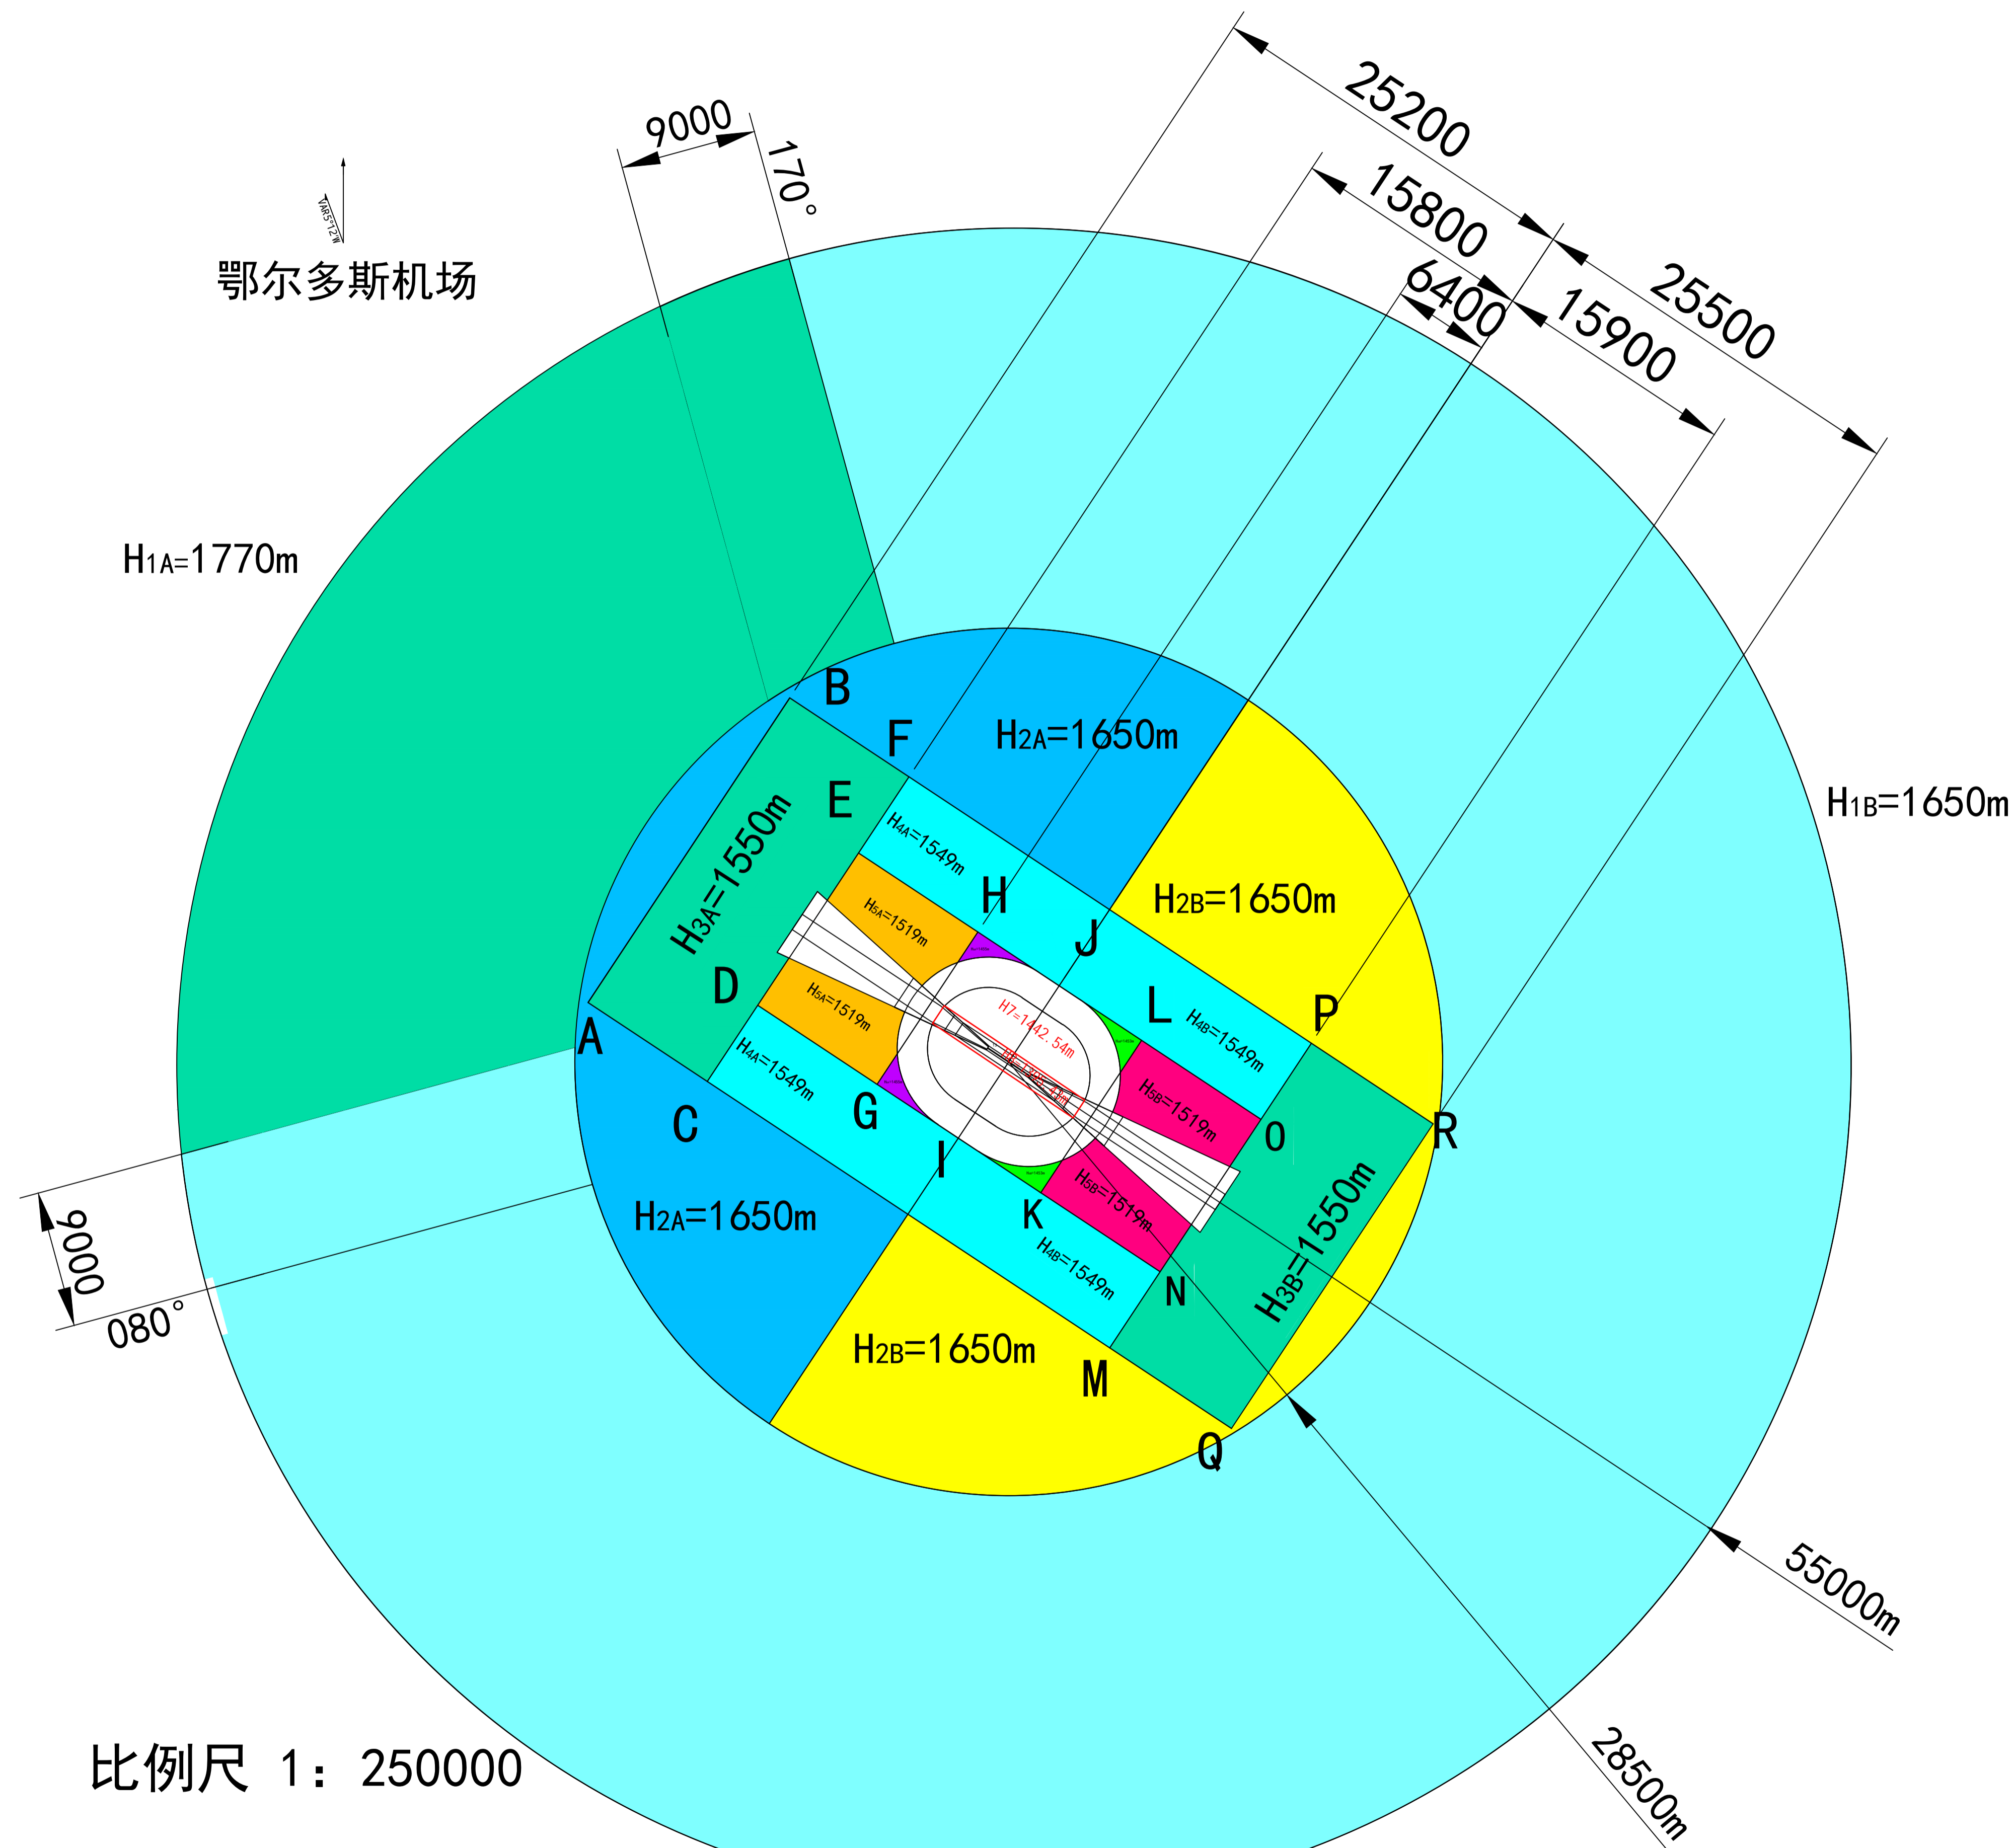 25200
9000
170°
15800
VAR5°12'W
鄂尔多斯机场
6400
25500
15900
H1A=1770m
B
F
H2A=1650m
E
H4A=1549m
H1B=1650m
H3A=1550m
H
H2B=1650m
H5A=1519m
J
D
H5A=1519m
L
P
H7=1442.54m
H4B=1549m
A
H4A=1549m
H5B=1519m
C
G
O
R
I
H5B=1519m
H2A=1650m
K
H3B=1550m
9000
H4B=1549m
N
080°
H2B=1650m
M
Q
55000m
比例尺 1：250000
28500m